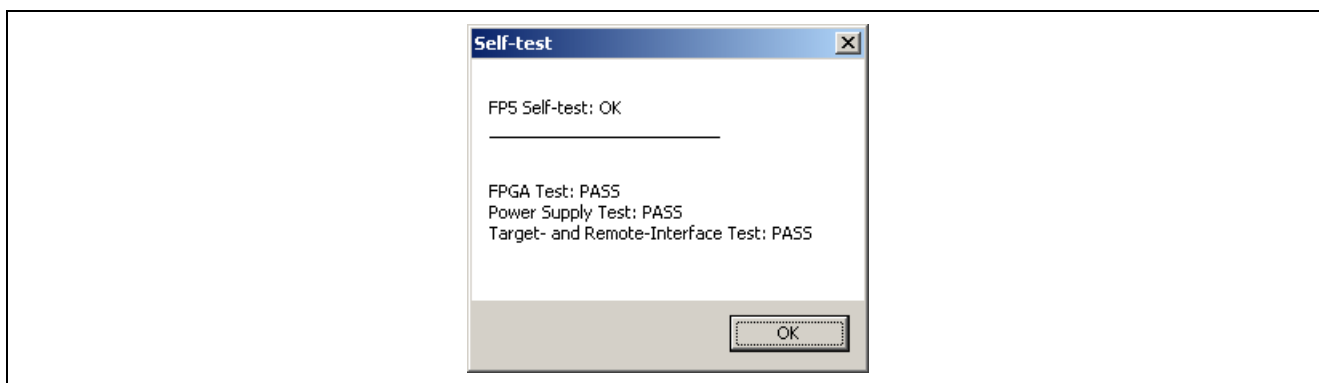 Self-test
FP5 Self-test: OK
FPGA Test: PASS
Power Supply Test: PASS
Target- and Remote-Interface Test: PASS
OK